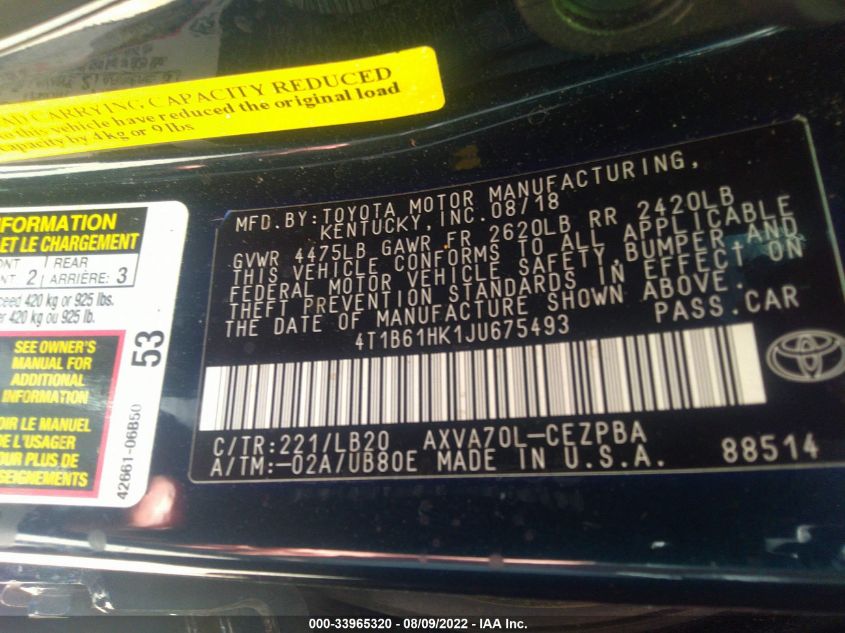 AD CARRYING CAPACITY REDUCED
this vehicle have reduced the original load
capacity by 4 kg or 9 lbs
FORMATION
ET LE CHARGEMENT
2
REAR
ARRIÈRE: 3
420 kg or 925 lbs.
420 kg ou 925 lb.
SEE OWNER'S
MANUAL FOR
ADDITIONAL
INFORMATION
LE MANUEL
DE L'USAGER
POUR PLUS DE
53
42661-06B50
MFD. BY: TOYOTA MOTOR MANUFACTURING,
KENTUCKY, INC. 08/18
GVWR 4475LB GAWR FR 2620LB RR 2420LB
THIS VEHICLE CONFORMS TO ALL APPLICABLE
FEDERAL MOTOR VEHICLE SAFETY, BUMPER, AND
THEFT PREVENTION STANDARDS IN EFFECT ON
THE DATE OF MANUFACTURE SHOWN ABOVE.
4T1B61HK1JU675493 PASS. CAR
C/TR: 221/LB20 AXVA70L-CEZPBA
A/TM: -02A/UB80E MADE IN U.S.A. 88514
000-33965320 - 08/09/2022 - IAA Inc.